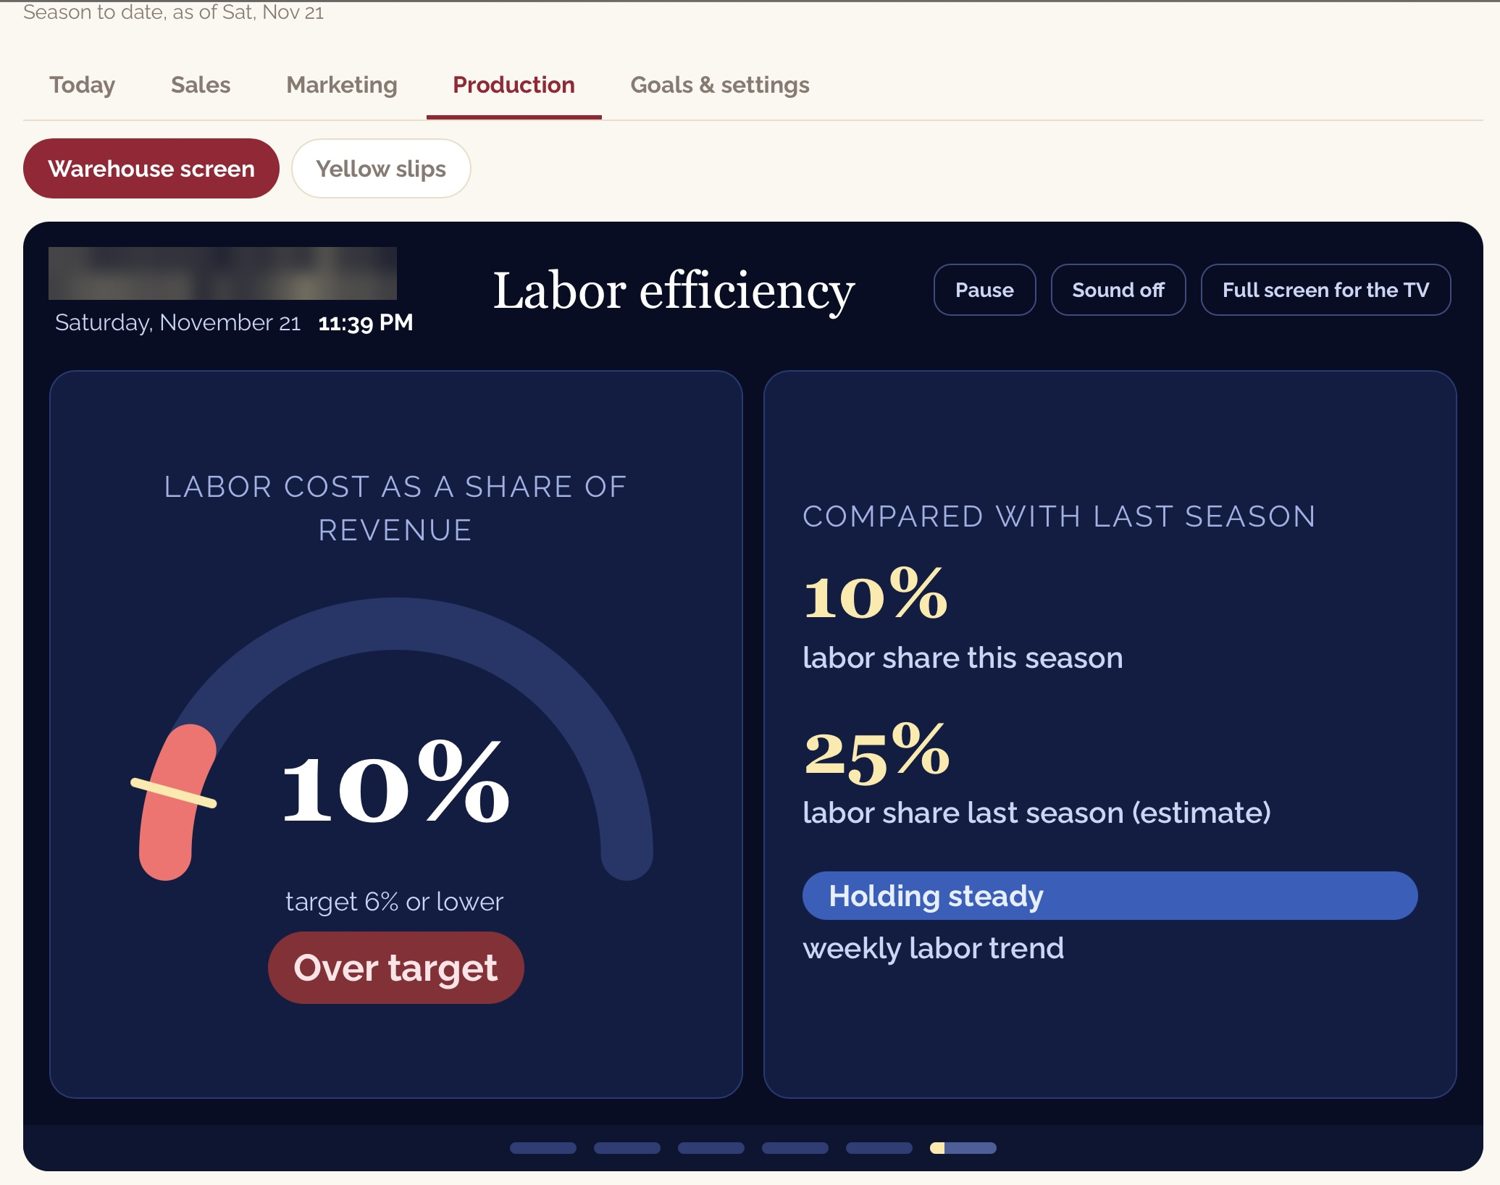 Season to date, as of Sat, Nov 21
Today Sales Marketing Production Goals & settings
Warehouse screen Yellow slips
Saturday, November 21 11:39 PM
Labor efficiency
Pause Sound off Full screen for the TV
LABOR COST AS A SHARE OF
REVENUE
10%
target 6% or lower
Over target
COMPARED WITH LAST SEASON
10%
labor share this season
25%
labor share last season (estimate)
Holding steady
weekly labor trend